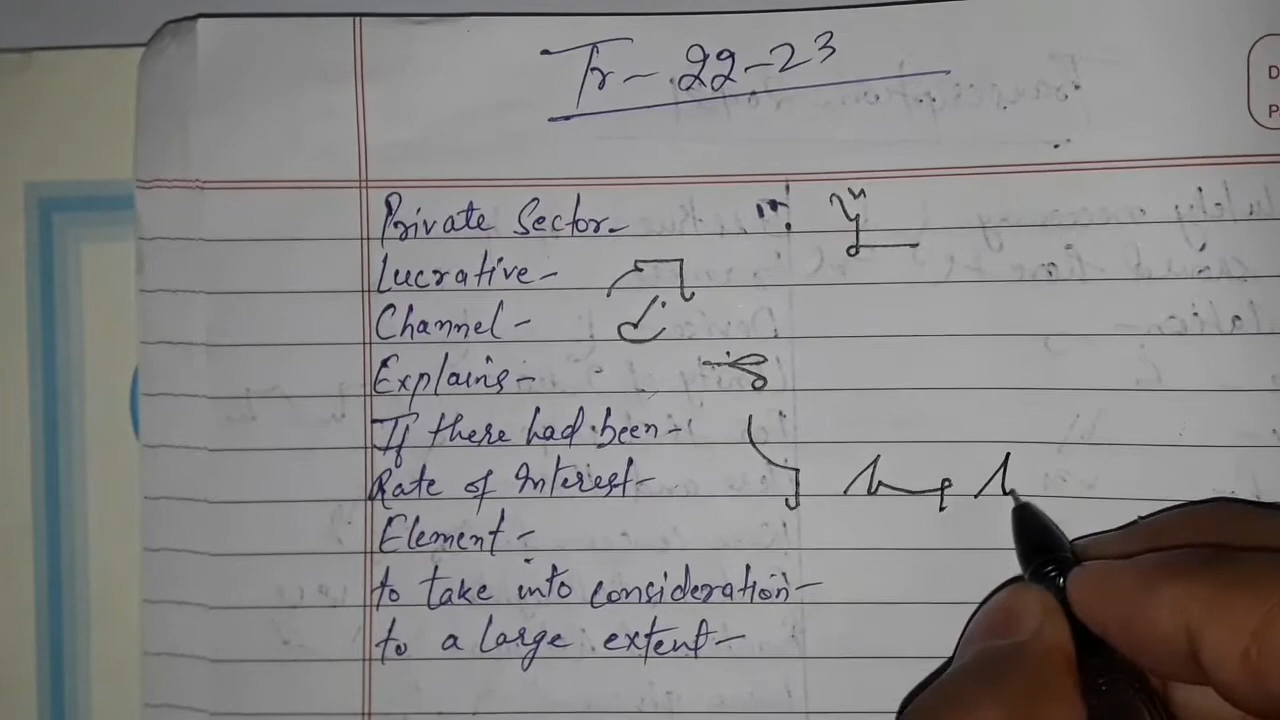 Tr - 22-23
D
P
Private Sector -
Lucrative -
Channel -
Explains -
If there had been -
Rate of Interest -
Element -
to take into consideration -
to a large extent -